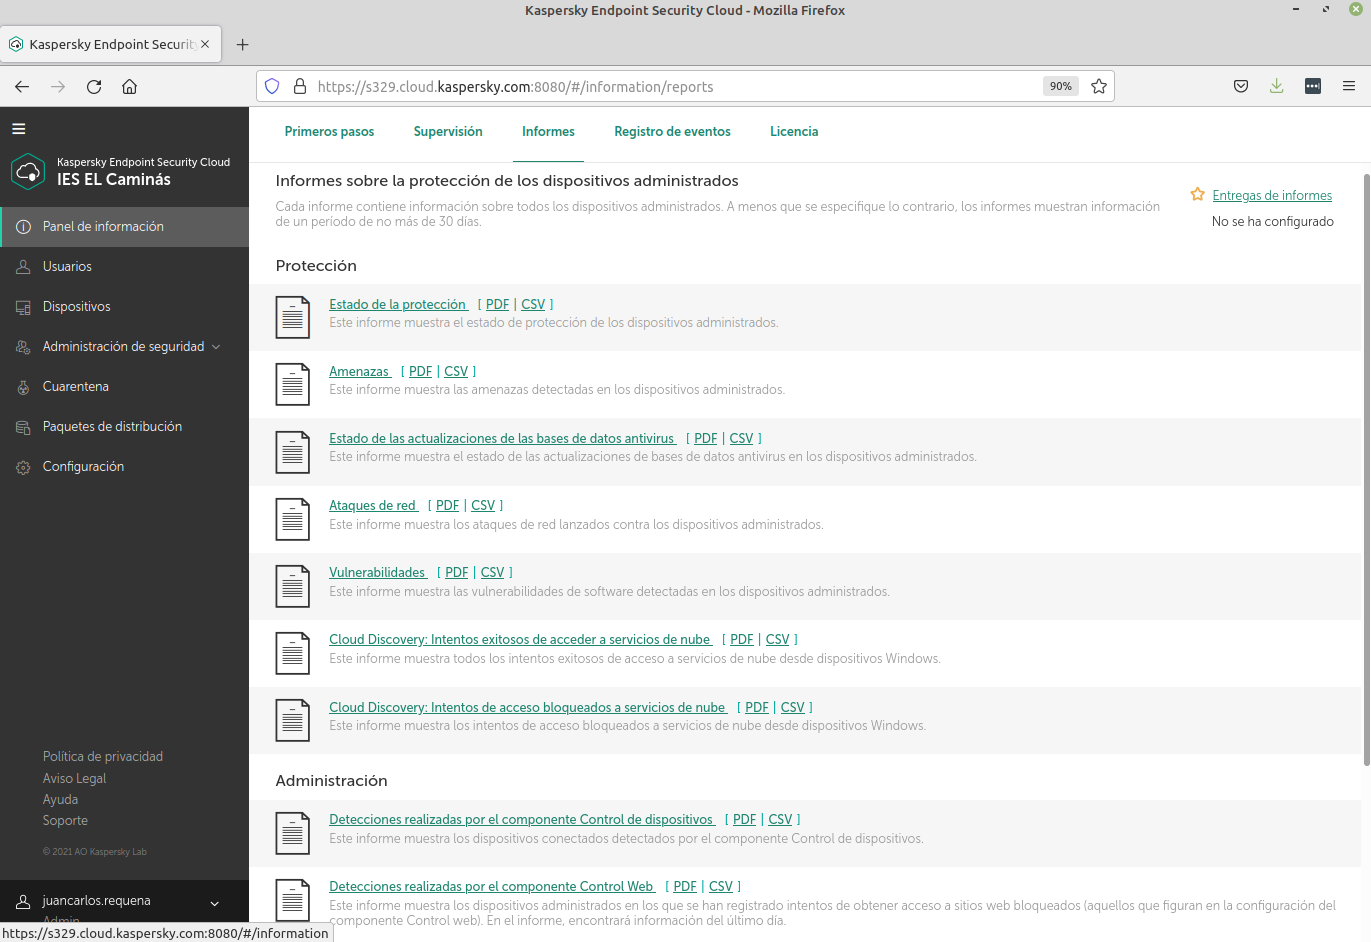 Kaspersky Endpoint Security Cloud - Mozilla Firefox
Kaspersky Endpoint Security
https://s329.cloud.kaspersky.com:8080/#/information/reports
90%
Kaspersky Endpoint Security Cloud
IES EL Caminás
Panel de información
Usuarios
Dispositivos
Administración de seguridad
Cuarentena
Paquetes de distribución
Configuración
Política de privacidad
Aviso Legal
Ayuda
Soporte
© 2021 AO Kaspersky Lab
juancarlos.requena
Admin
https://s329.cloud.kaspersky.com:8080/#/information
Primeros pasos Supervisión Informes Registro de eventos Licencia
Informes sobre la protección de los dispositivos administrados
Cada informe contiene información sobre todos los dispositivos administrados. A menos que se especifique lo contrario, los informes muestran información
de un período de no más de 30 días.
Entregas de informes
No se ha configurado
Protección
Estado de la protección [ PDF | CSV ]
Este informe muestra el estado de protección de los dispositivos administrados.
Amenazas [ PDF | CSV ]
Este informe muestra las amenazas detectadas en los dispositivos administrados.
Estado de las actualizaciones de las bases de datos antivirus [ PDF | CSV ]
Este informe muestra el estado de las actualizaciones de bases de datos antivirus en los dispositivos administrados.
Ataques de red [ PDF | CSV ]
Este informe muestra los ataques de red lanzados contra los dispositivos administrados.
Vulnerabilidades [ PDF | CSV ]
Este informe muestra las vulnerabilidades de software detectadas en los dispositivos administrados.
Cloud Discovery: Intentos exitosos de acceder a servicios de nube [ PDF | CSV ]
Este informe muestra todos los intentos exitosos de acceso a servicios de nube desde dispositivos Windows.
Cloud Discovery: Intentos de acceso bloqueados a servicios de nube [ PDF | CSV ]
Este informe muestra los intentos de acceso bloqueados a servicios de nube desde dispositivos Windows.
Administración
Detecciones realizadas por el componente Control de dispositivos [ PDF | CSV ]
Este informe muestra los dispositivos conectados detectados por el componente Control de dispositivos.
Detecciones realizadas por el componente Control Web [ PDF | CSV ]
Este informe muestra los dispositivos administrados en los que se han registrado intentos de obtener acceso a sitios web bloqueados (aquellos que figuran en la configuración del
componente Control web). En el informe, encontrará información del último día.